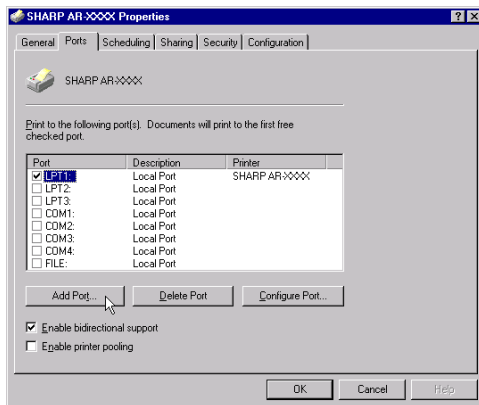 SHARP AR-XXXX Properties
General Ports Scheduling Sharing Security Configuration
SHARP AR-XXXX
Print to the following port(s). Documents will print to the first free
checked port.
Port Description Printer
LPT1: Local Port SHARP AR-XXXX
LPT2: Local Port
LPT3: Local Port
COM1: Local Port
COM2: Local Port
COM3: Local Port
COM4: Local Port
FILE: Local Port
Add Port... Delete Port Configure Port...
Enable bidirectional support
Enable printer pooling
OK Cancel Help